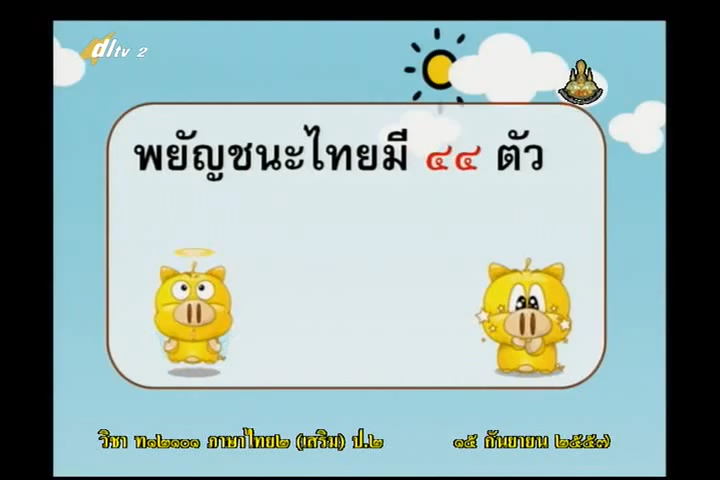 dltv 2
พยัญชนะไทยมี ๔๔ ตัว
วิชา ท๑๒๑๐๑ ภาษาไทย๒ (เสริม) ป.๒ ๑๕ กันยายน ๒๕๕๗